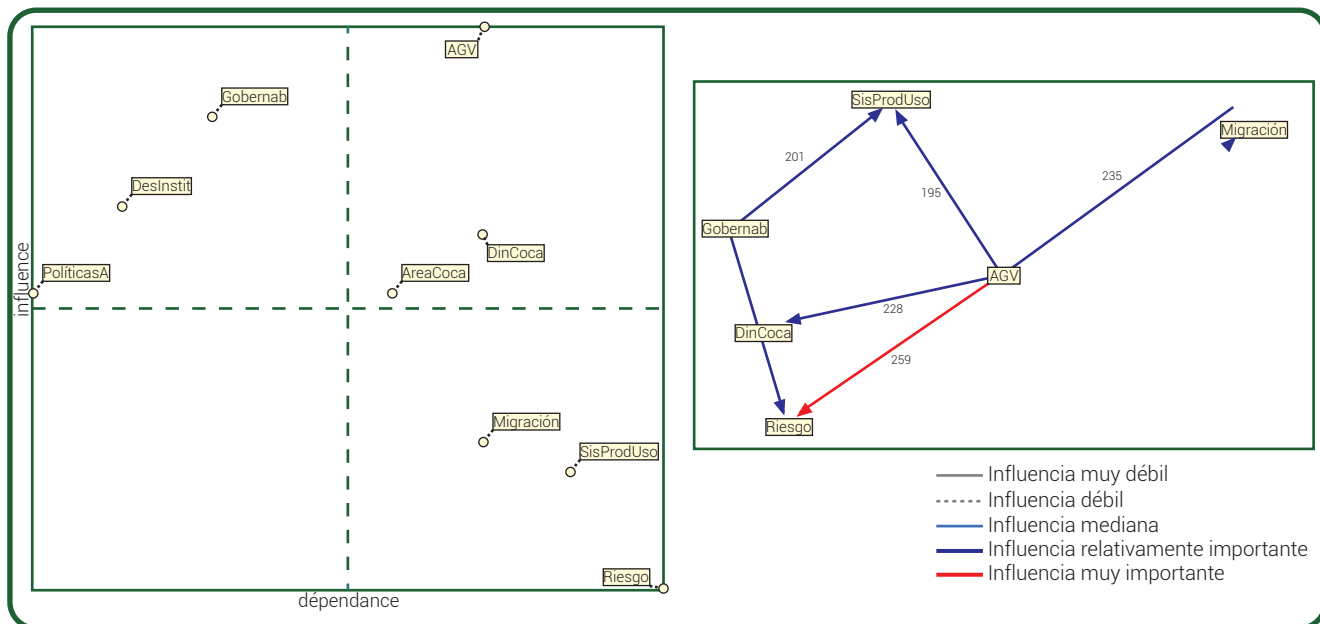 AGV
Gobernab
DesInstit
DinCoca
PolíticasA
AreaCoca
influence
Migración
SisProdUso
Riesgo
dépendance
SisProdUso
Migración
201
235
195
Gobernab
AGV
228
DinCoca
259
Riesgo
Influencia muy débil
Influencia débil
Influencia mediana
Influencia relativamente importante
Influencia muy importante